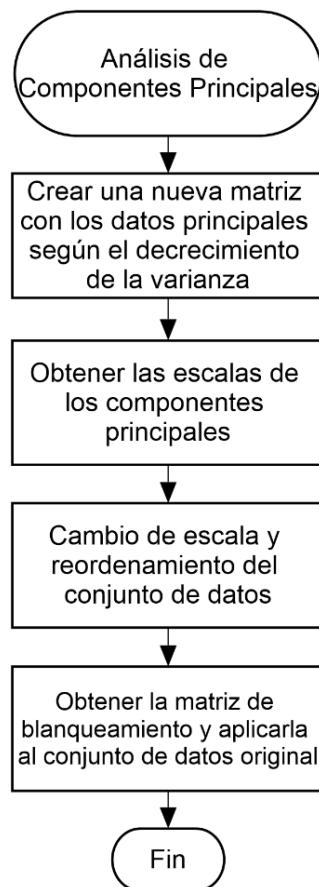 Análisis de
Componentes Principales
Crear una nueva matriz
con los datos principales
según el decrecimiento
de la varianza
Obtener las escalas de
los componentes
principales
Cambio de escala y
reordenamiento del
conjunto de datos
Obtener la matriz de
blanqueamiento y aplicarla
al conjunto de datos original
Fin